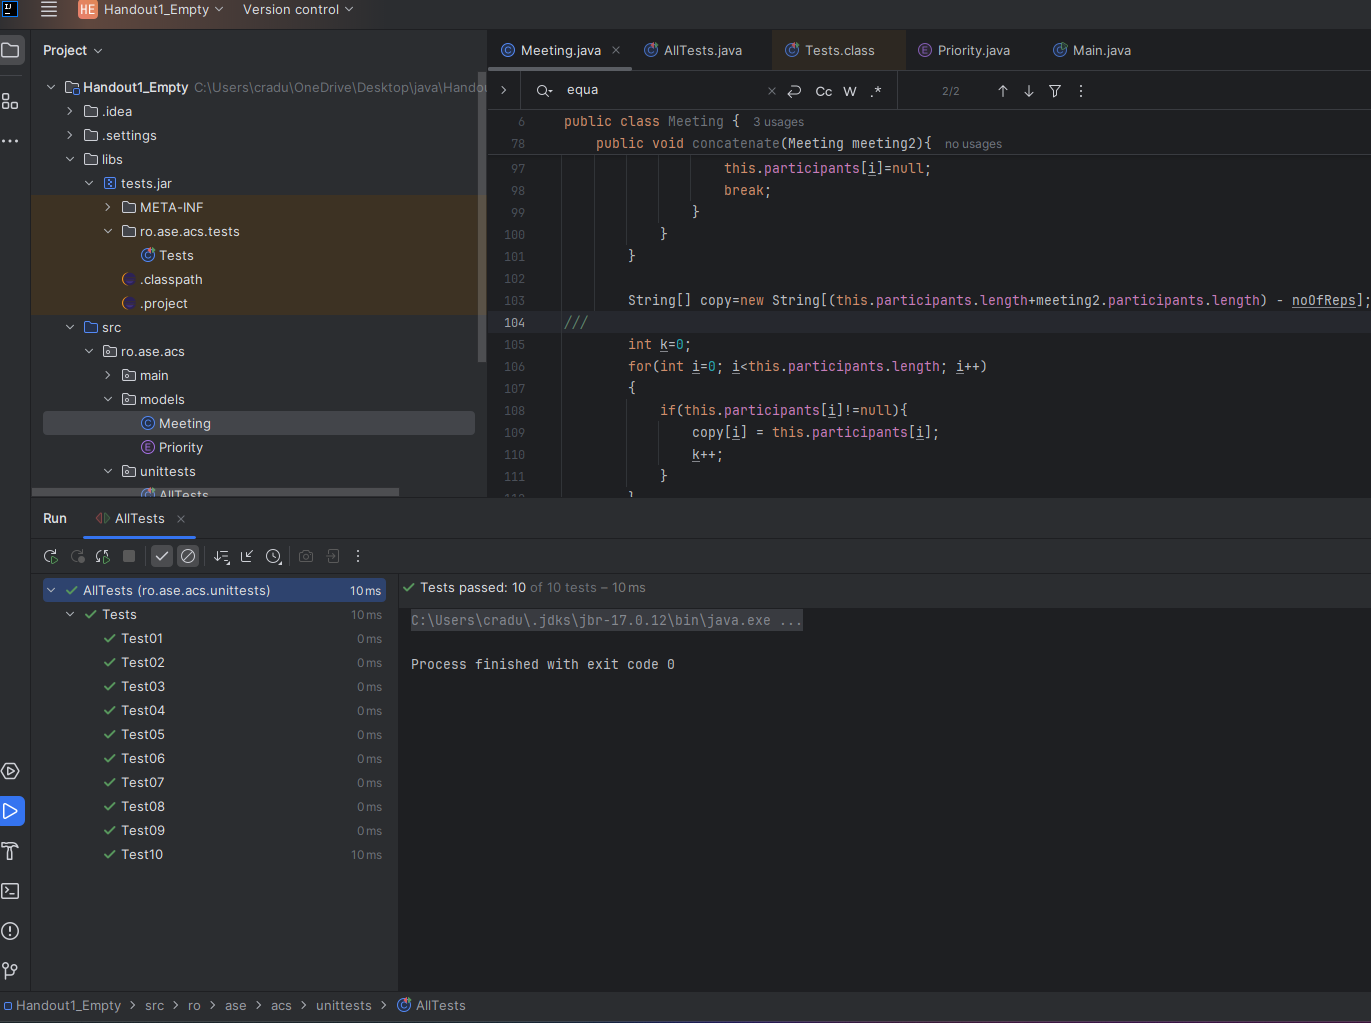 HE Handout1_Empty Version control
Project
Meeting.java AllTests.java Tests.class Priority.java Main.java
Handout1_Empty C:\Users\cradu\OneDrive\Desktop\java\Handou
.idea
.settings
libs
tests.jar
META-INF
ro.ase.acs.tests
Tests
.classpath
.project
src
ro.ase.acs
main
models
Meeting
Priority
unittests
AllTests
equa Cc W .* 2/2
6 public class Meeting { 3 usages
78 public void concatenate(Meeting meeting2){ no usages
97 this.participants[i]=null;
98 break;
99 }
100 }
101 }
102
103 String[] copy=new String[(this.participants.length+meeting2.participants.length) - noOfReps];
104 ///
105 int k=0;
106 for(int i=0; i<this.participants.length; i++)
107 {
108 if(this.participants[i]!=null){
109 copy[i] = this.participants[i];
110 k++;
111 }
Run AllTests
AllTests (ro.ase.acs.unittests) 10 ms
Tests 10 ms
Test01 0 ms
Test02 0 ms
Test03 0 ms
Test04 0 ms
Test05 0 ms
Test06 0 ms
Test07 0 ms
Test08 0 ms
Test09 0 ms
Test10 10 ms
Tests passed: 10 of 10 tests – 10 ms
C:\Users\cradu\.jdks\jbr-17.0.12\bin\java.exe ...
Process finished with exit code 0
Handout1_Empty > src > ro > ase > acs > unittests > AllTests